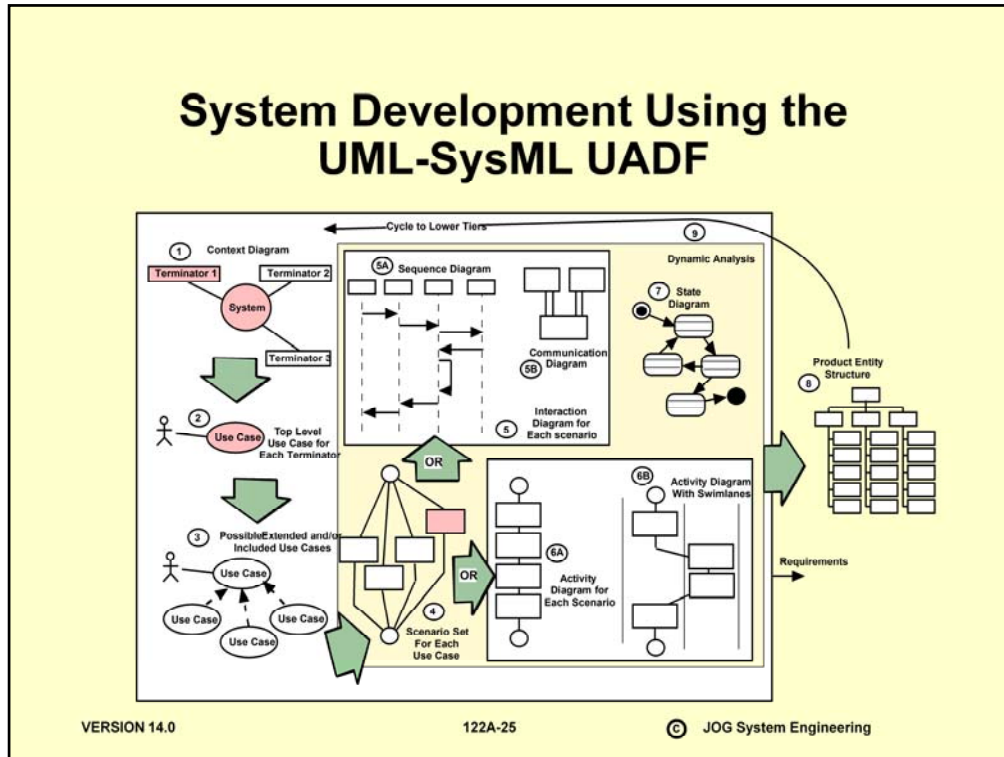 System Development Using the
UML-SysML UADF
Cycle to Lower Tiers
9
Dynamic Analysis
1
Context Diagram
Terminator 1
Terminator 2
System
Terminator 3
2
Use Case
Top Level
Use Case for
Each Terminator
3
Possible Extended and/or
Included Use Cases
Use Case
Use Case
Use Case
Use Case
4
Scenario Set
For Each
Use Case
OR
OR
5A
Sequence Diagram
Communication
Diagram
5B
5
Interaction
Diagram for
Each scenario
6A
Activity
Diagram for
Each Scenario
6B
Activity Diagram
With Swimlanes
7
State
Diagram
Product Entity
Structure
8
Requirements
VERSION 14.0
122A-25
C JOG System Engineering